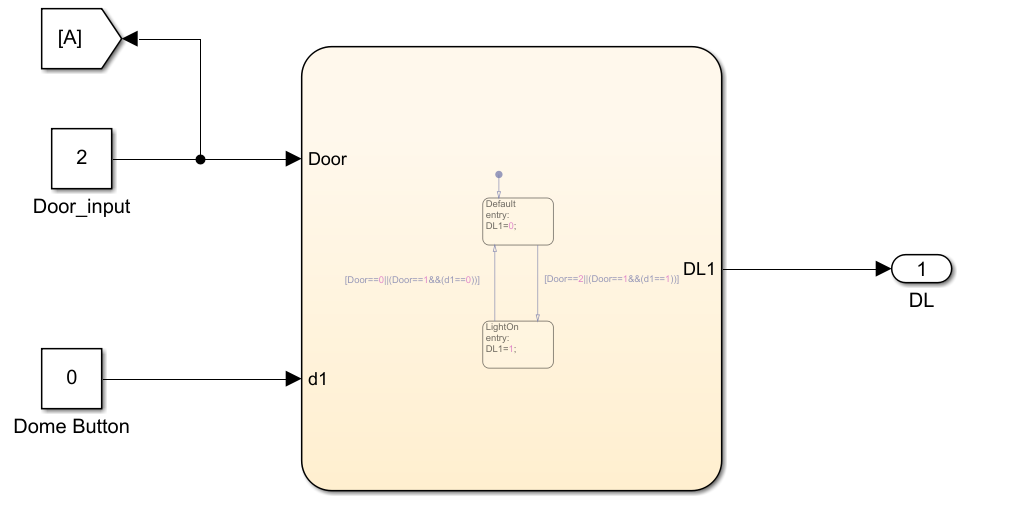 [A]
2
Door_input
Door
Default
entry:
DL1=0;
[Door==0||(Door==1&&(d1==0))]
[Door==2||(Door==1&&(d1==1))]
DL1
1
DL
LightOn
entry:
DL1=1;
0
Dome Button
d1